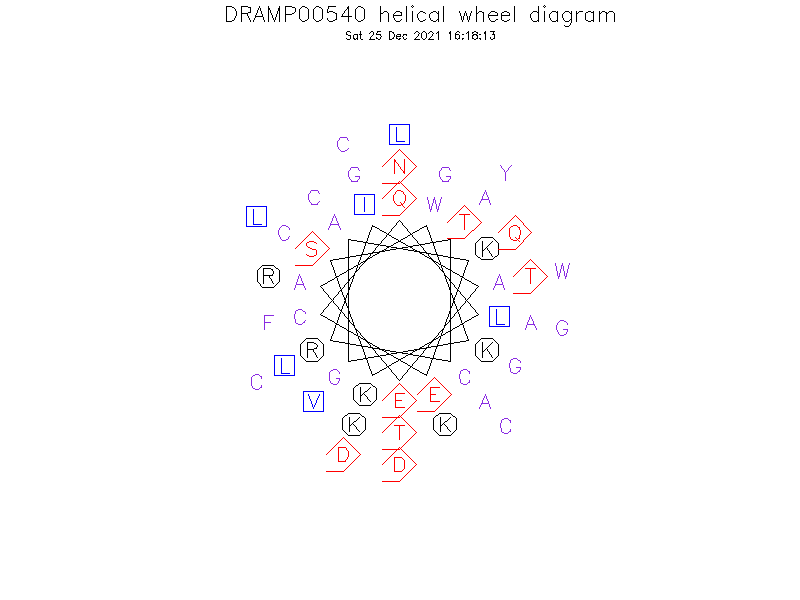 DRAMP00540 helical wheel diagram
Sat 25 Dec 2021 16:18:13
L
C
N
G G Y
C Q A
I W
L
A T
C Q
S K
R T W
A A
C L
F A G
R K
L G
G C
C
K E
V E A
K K C
T
D
D